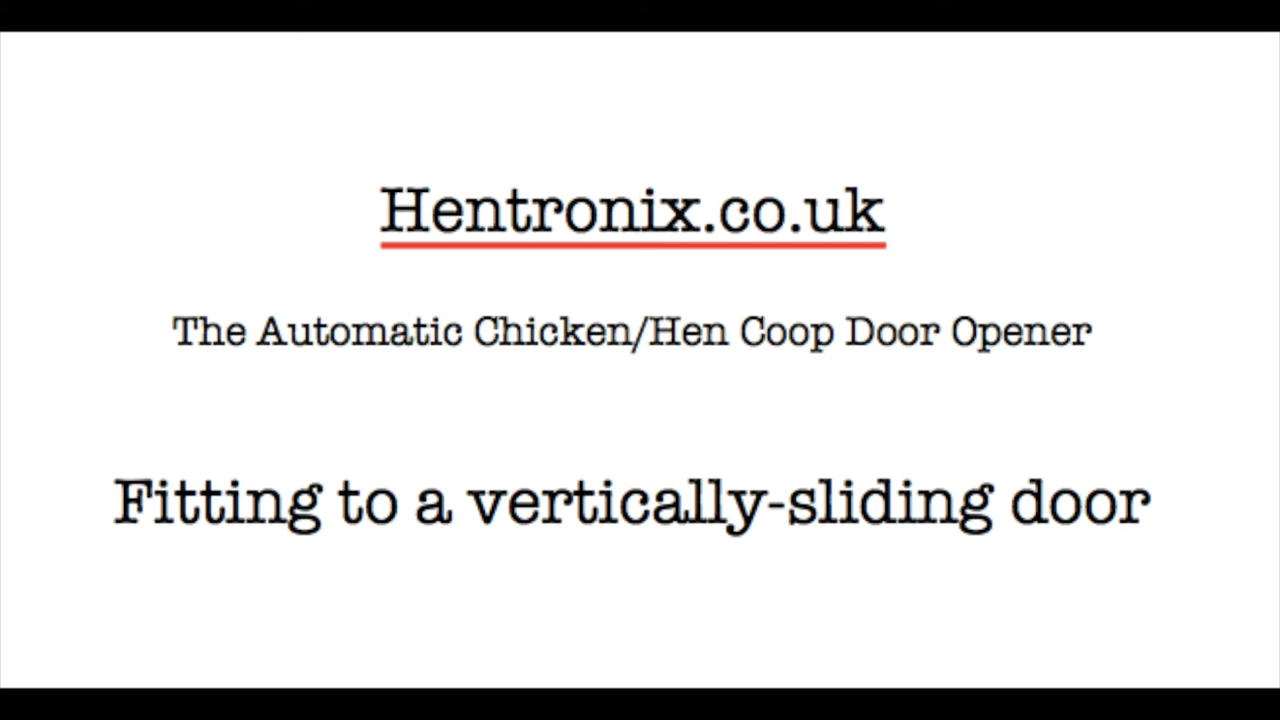 Hentronix.co.uk
The Automatic Chicken/Hen Coop Door Opener
Fitting to a vertically-sliding door